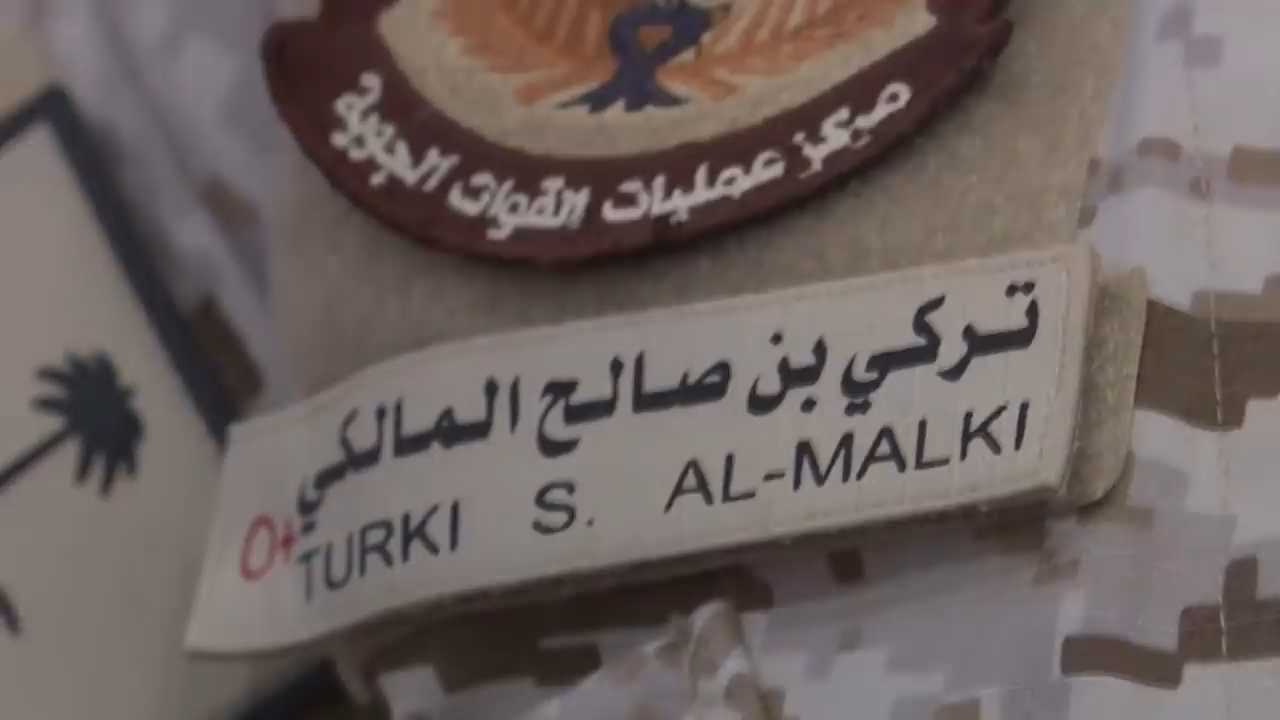 مركز عمليات القوات الجوية
تركي بن صالح المالكي
O+
TURKI S. AL-MALKI